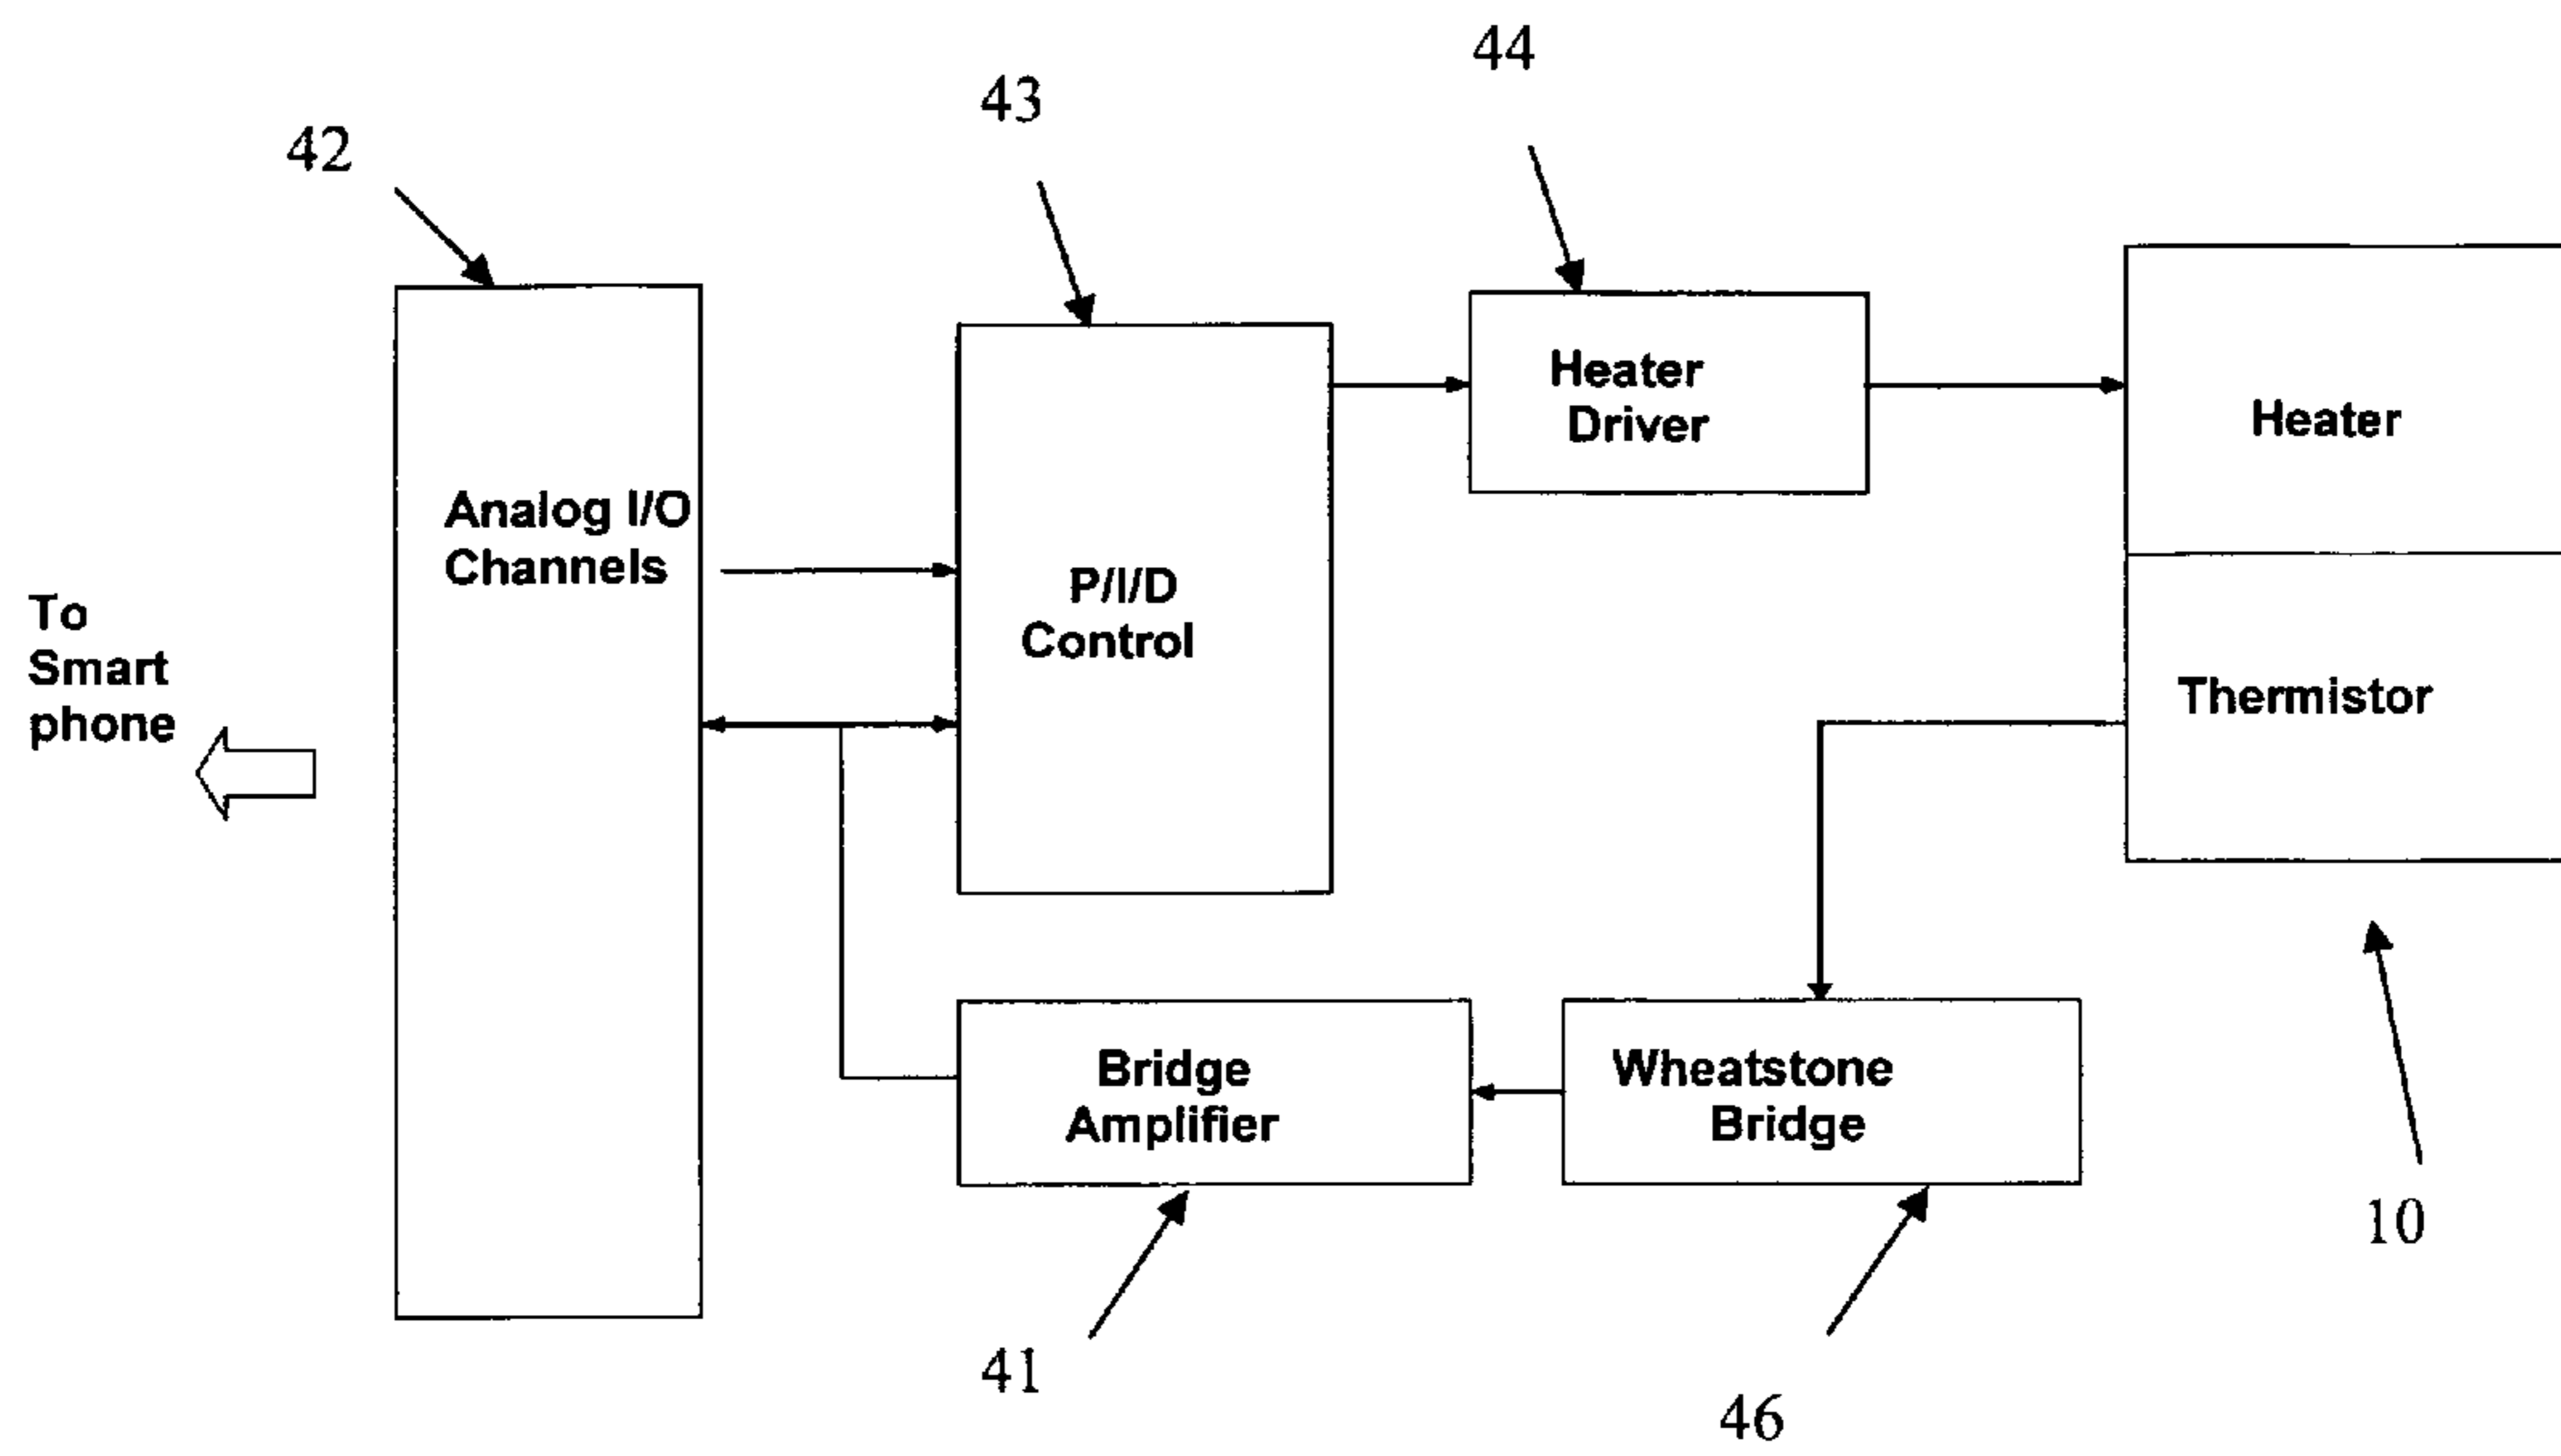 44
43
42
Heater
Driver
Heater
Analog I/O
Channels
P/I/D
Control
To
Smart
phone
Thermistor
Bridge
Amplifier
Wheatstone
Bridge
10
41
46